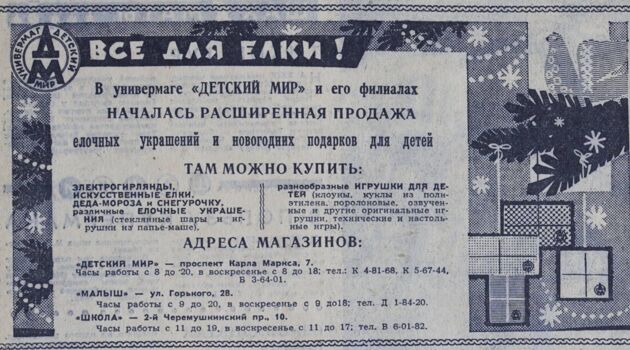 УНИВЕРМАГ ДЕТСКИЙ МИР
ДМ
ВСЕ ДЛЯ ЕЛКИ!
В универмаге «ДЕТСКИЙ МИР» и его филиалах
НАЧАЛАСЬ РАСШИРЕННАЯ ПРОДАЖА
елочных украшений и новогодних подарков для детей
ТАМ МОЖНО КУПИТЬ:
ЭЛЕКТРОГИРЛЯНДЫ,
ИСКУССТВЕННЫЕ ЕЛКИ,
ДЕДА-МОРОЗА и СНЕГУРОЧКУ,
различные ЕЛОЧНЫЕ УКРАШЕ-
НИЯ (стеклянные шары и иг-
рушки из папье-маше).
разнообразные ИГРУШКИ ДЛЯ ДЕ-
ТЕЙ (клоуны, куклы из поли-
этилена, поролоновые, озвучен-
ные и другие оригинальные иг-
рушки, технические и настоль-
ные игры).
АДРЕСА МАГАЗИНОВ:
«ДЕТСКИЙ МИР» — проспект Карла Маркса, 7.
Часы работы с 8 до 20, в воскресенье с 8 до 18; тел.: К 4-81-68, К 5-67-44,
Б 3-64-01.
«МАЛЫШ» — ул. Горького, 28.
Часы работы с 9 до 20, в воскресенье с 9 до18; тел. Д 1-84-20.
«ШКОЛА» — 2-й Черемушкинский пр., 10.
Часы работы с 11 до 19, в воскресенье с 11 до 17; тел. В 6-01-82.